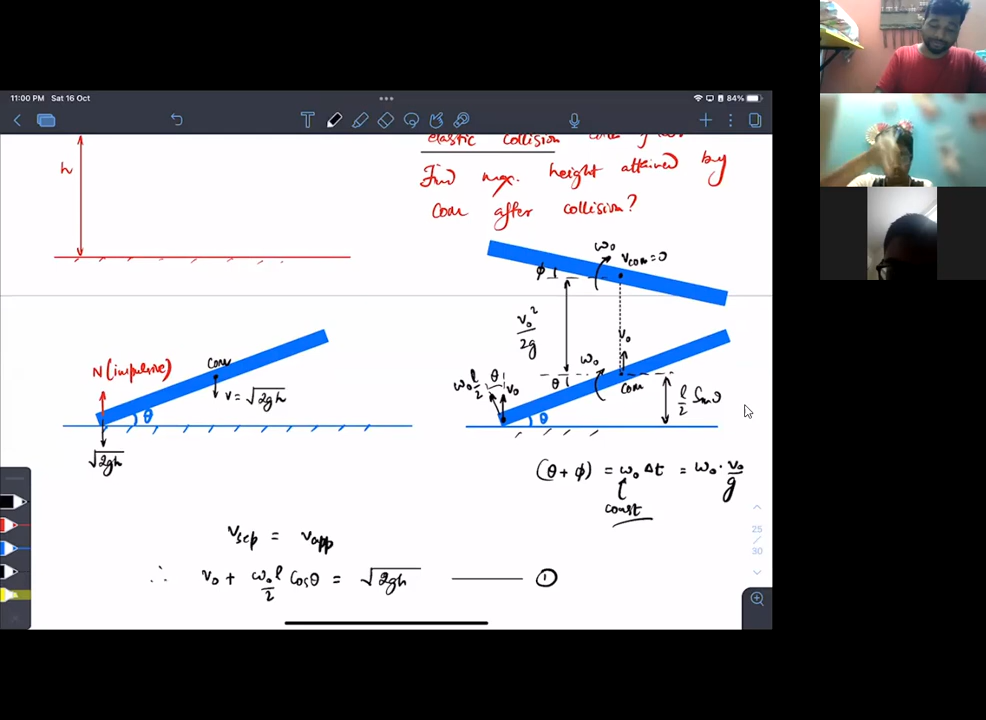 11:00 PM Sat 16 Oct
84%
elastic collision
h
Find max. height attained by
Com after collision?
ω₀
Vcom=0
ϕ
v₀²/2g
v₀
N (impulsive)
Com
v = √2gh
θ
√2gh
ω₀ l/2
θ
v₀
ω₀
θ
Com
l/2 Sinθ
θ
(θ + ϕ) = ω₀ Δt = ω₀ · v₀/g
const
25
/
30
Vsep = Vapp
∴ v₀ + ω₀l/2 Cosθ = √2gh ——— ①